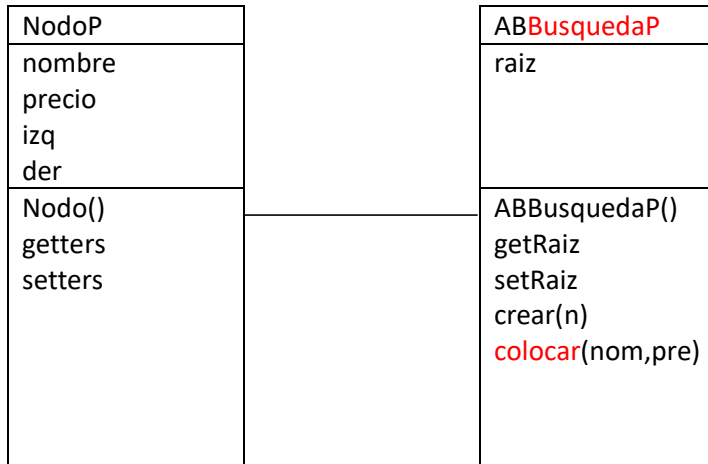 NodoP
nombre
precio
izq
der
Nodo()
getters
setters
ABBusquedaP
raiz
ABBusquedaP()
getRaiz
setRaiz
crear(n)
colocar(nom,pre)